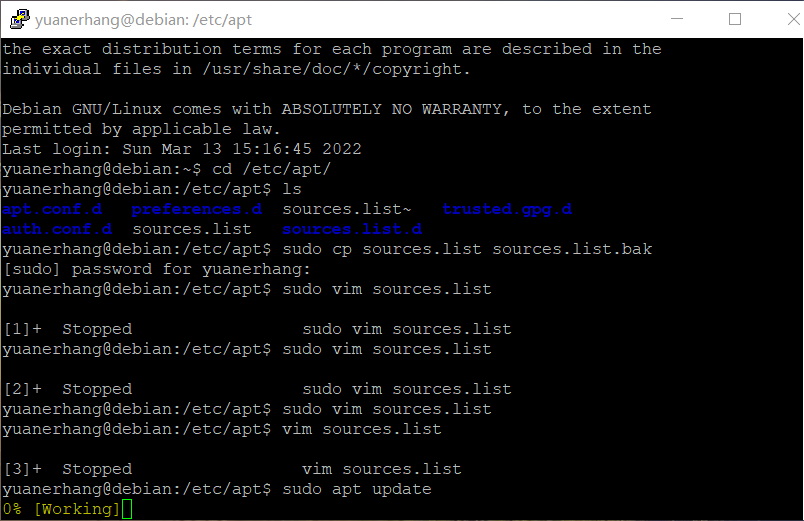 yuanerhang@debian: /etc/apt
the exact distribution terms for each program are described in the
individual files in /usr/share/doc/*/copyright.
Debian GNU/Linux comes with ABSOLUTELY NO WARRANTY, to the extent
permitted by applicable law.
Last login: Sun Mar 13 15:16:45 2022
yuanerhang@debian:~$ cd /etc/apt/
yuanerhang@debian:/etc/apt$ ls
apt.conf.d   preferences.d  sources.list~   trusted.gpg.d
auth.conf.d  sources.list   sources.list.d
yuanerhang@debian:/etc/apt$ sudo cp sources.list sources.list.bak
[sudo] password for yuanerhang:
yuanerhang@debian:/etc/apt$ sudo vim sources.list
[1]+  Stopped                 sudo vim sources.list
yuanerhang@debian:/etc/apt$ sudo vim sources.list
[2]+  Stopped                 sudo vim sources.list
yuanerhang@debian:/etc/apt$ sudo vim sources.list
yuanerhang@debian:/etc/apt$ vim sources.list
[3]+  Stopped                 vim sources.list
yuanerhang@debian:/etc/apt$ sudo apt update
0% [Working]